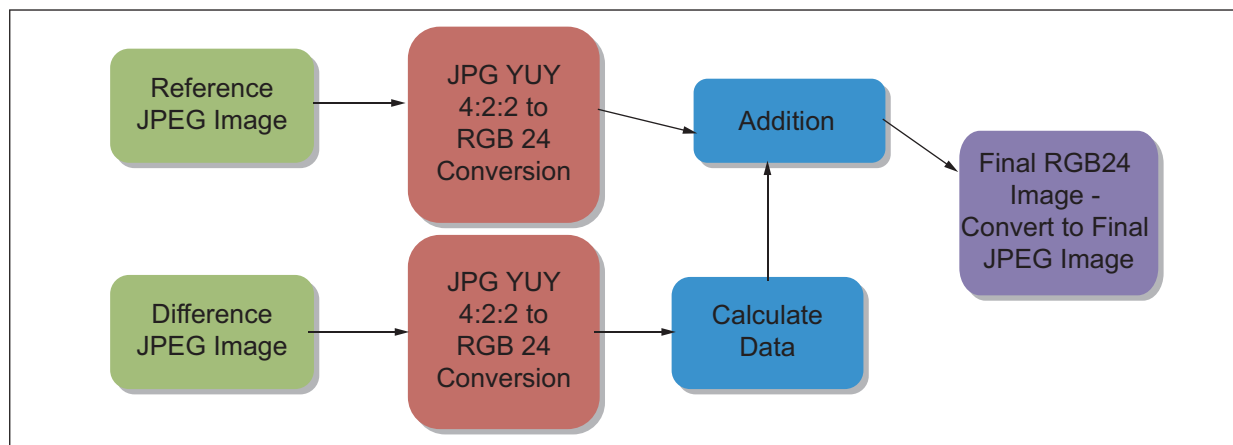 Reference
JPEG Image
JPG YUY
4:2:2 to
RGB 24
Conversion
Addition
Final RGB24
Image -
Convert to Final
JPEG Image
Difference
JPEG Image
JPG YUY
4:2:2 to
RGB 24
Conversion
Calculate
Data